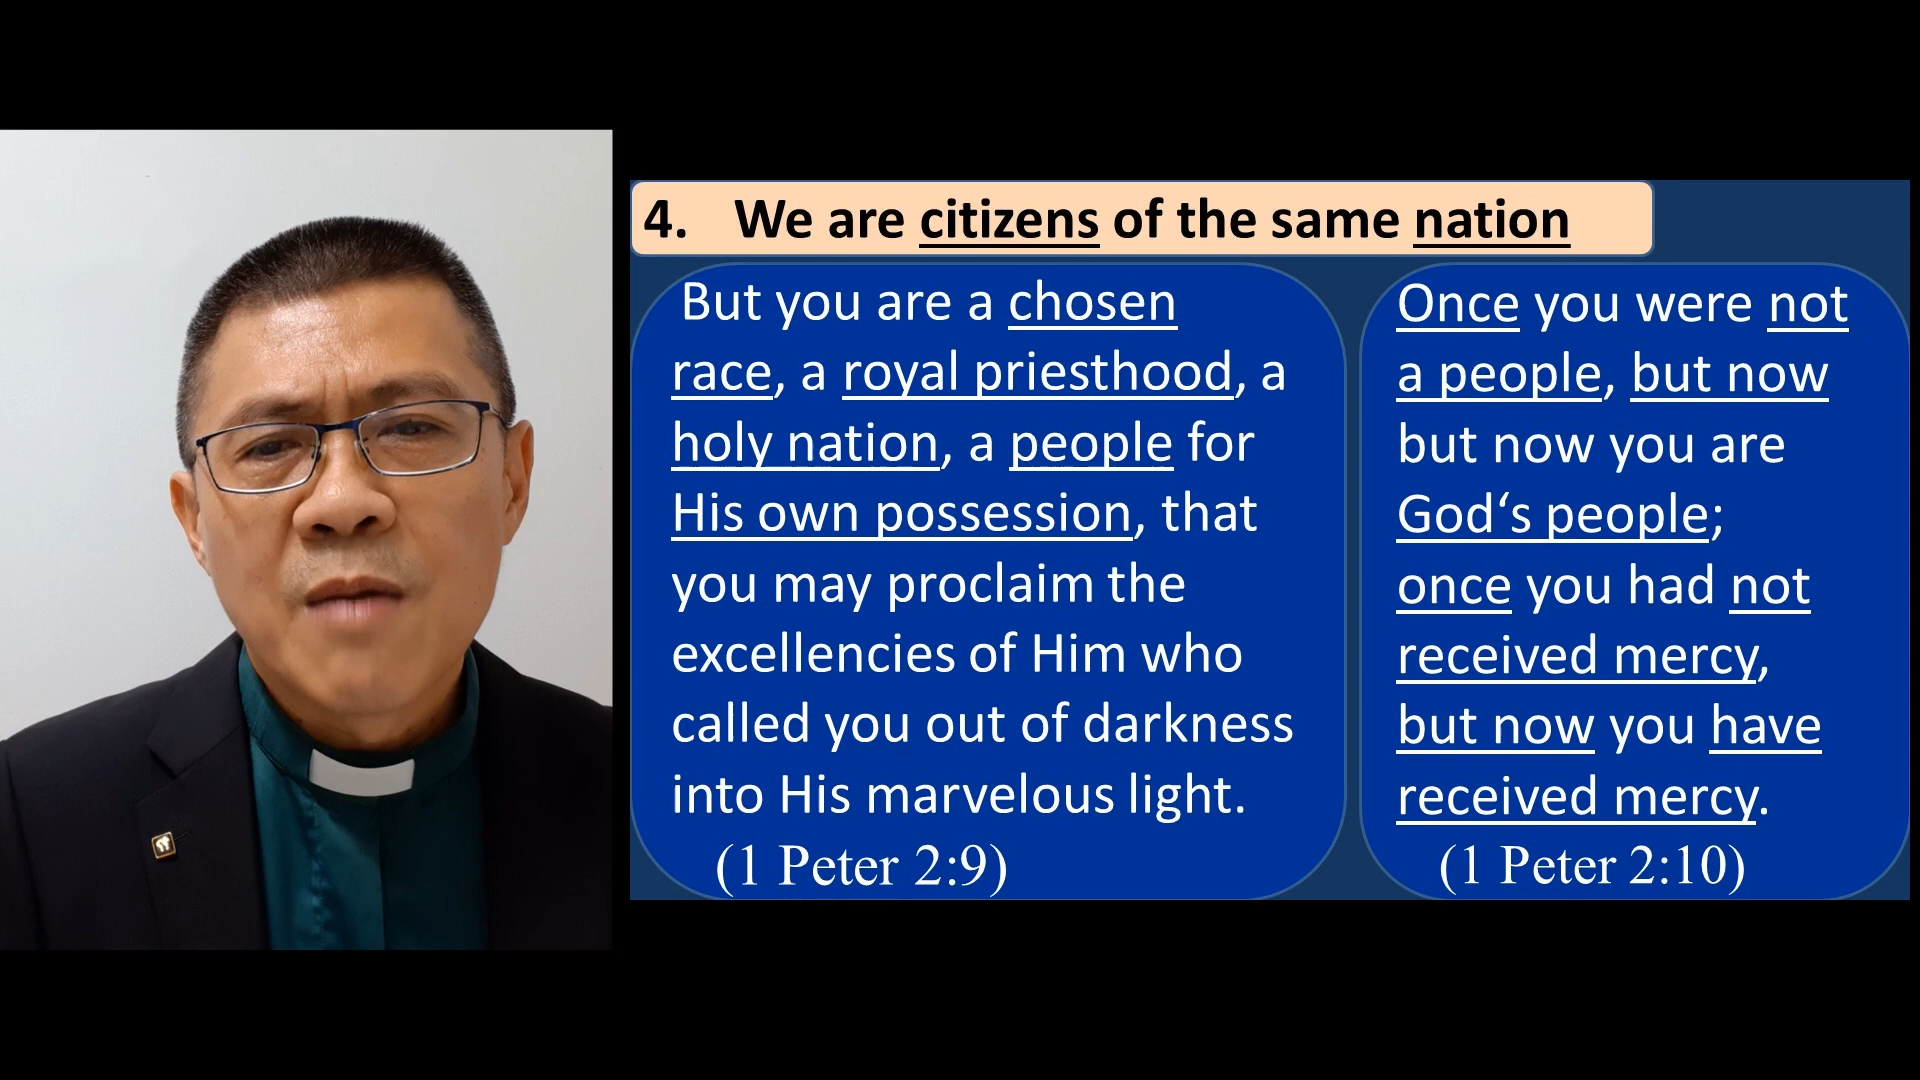 4. We are citizens of the same nation
But you are a chosen
race, a royal priesthood, a
holy nation, a people for
His own possession, that
you may proclaim the
excellencies of Him who
called you out of darkness
into His marvelous light.
(1 Peter 2:9)
Once you were not
a people, but now
but now you are
God‘s people;
once you had not
received mercy,
but now you have
received mercy.
(1 Peter 2:10)